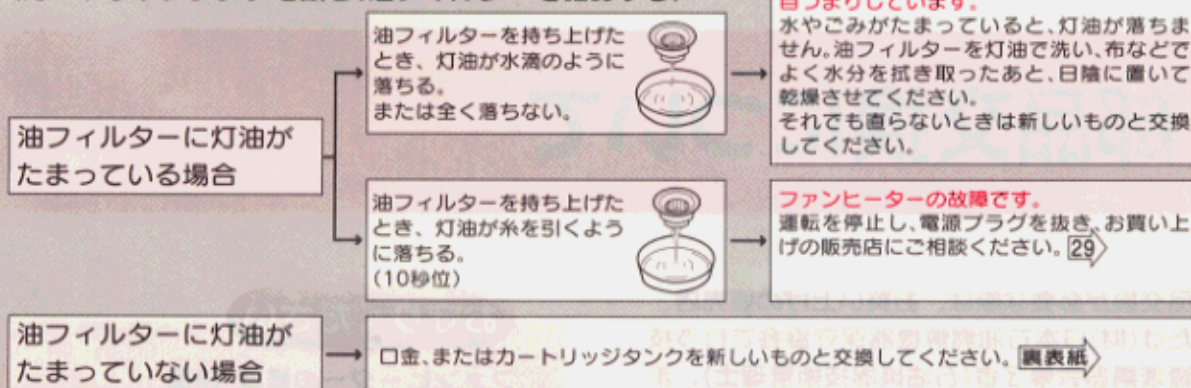 目づまりしています。
油フィルターを持ち上げた
とき、灯油が水滴のように
落ちる。
または全く落ちない。
水やごみがたまっていると、灯油が落ちま
せん。油フィルターを灯油で洗い、布などで
よく水分を拭き取ったあと、日陰に置いて
乾燥させてください。
それでも直らないときは新しいものと交換
してください。
油フィルターに灯油が
たまっている場合
油フィルターを持ち上げた
とき、灯油が糸を引くよう
に落ちる。
(10秒位)
ファンヒーターの故障です。
運転を停止し、電源プラグを抜き、お買い上
げの販売店にご相談ください。29
油フィルターに灯油が
たまっていない場合
口金、またはカートリッジタンクを新しいものと交換してください。裏表紙